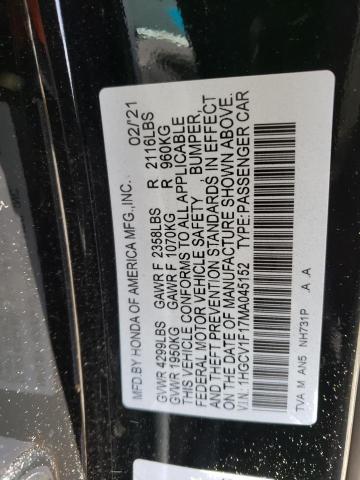 MFD.BY HONDA OF AMERICA MFG.,INC. 02/'21
GVWR 4299LBS GAWR F 2358LBS R 2116LBS
GVWR 1950KG GAWR F 1070KG R 960KG
THIS VEHICLE CONFORMS TO ALL APPLICABLE
FEDERAL MOTOR VEHICLE SAFETY BUMPER,
AND THEFT PREVENTION STANDARDS IN EFFECT
ON THE DATE OF MANUFACTURE SHOWN ABOVE.
V.I.N.:1HGCV1F17MA045152 TYPE:PASSENGER CAR
TVA M AN5 NH731P .A .A